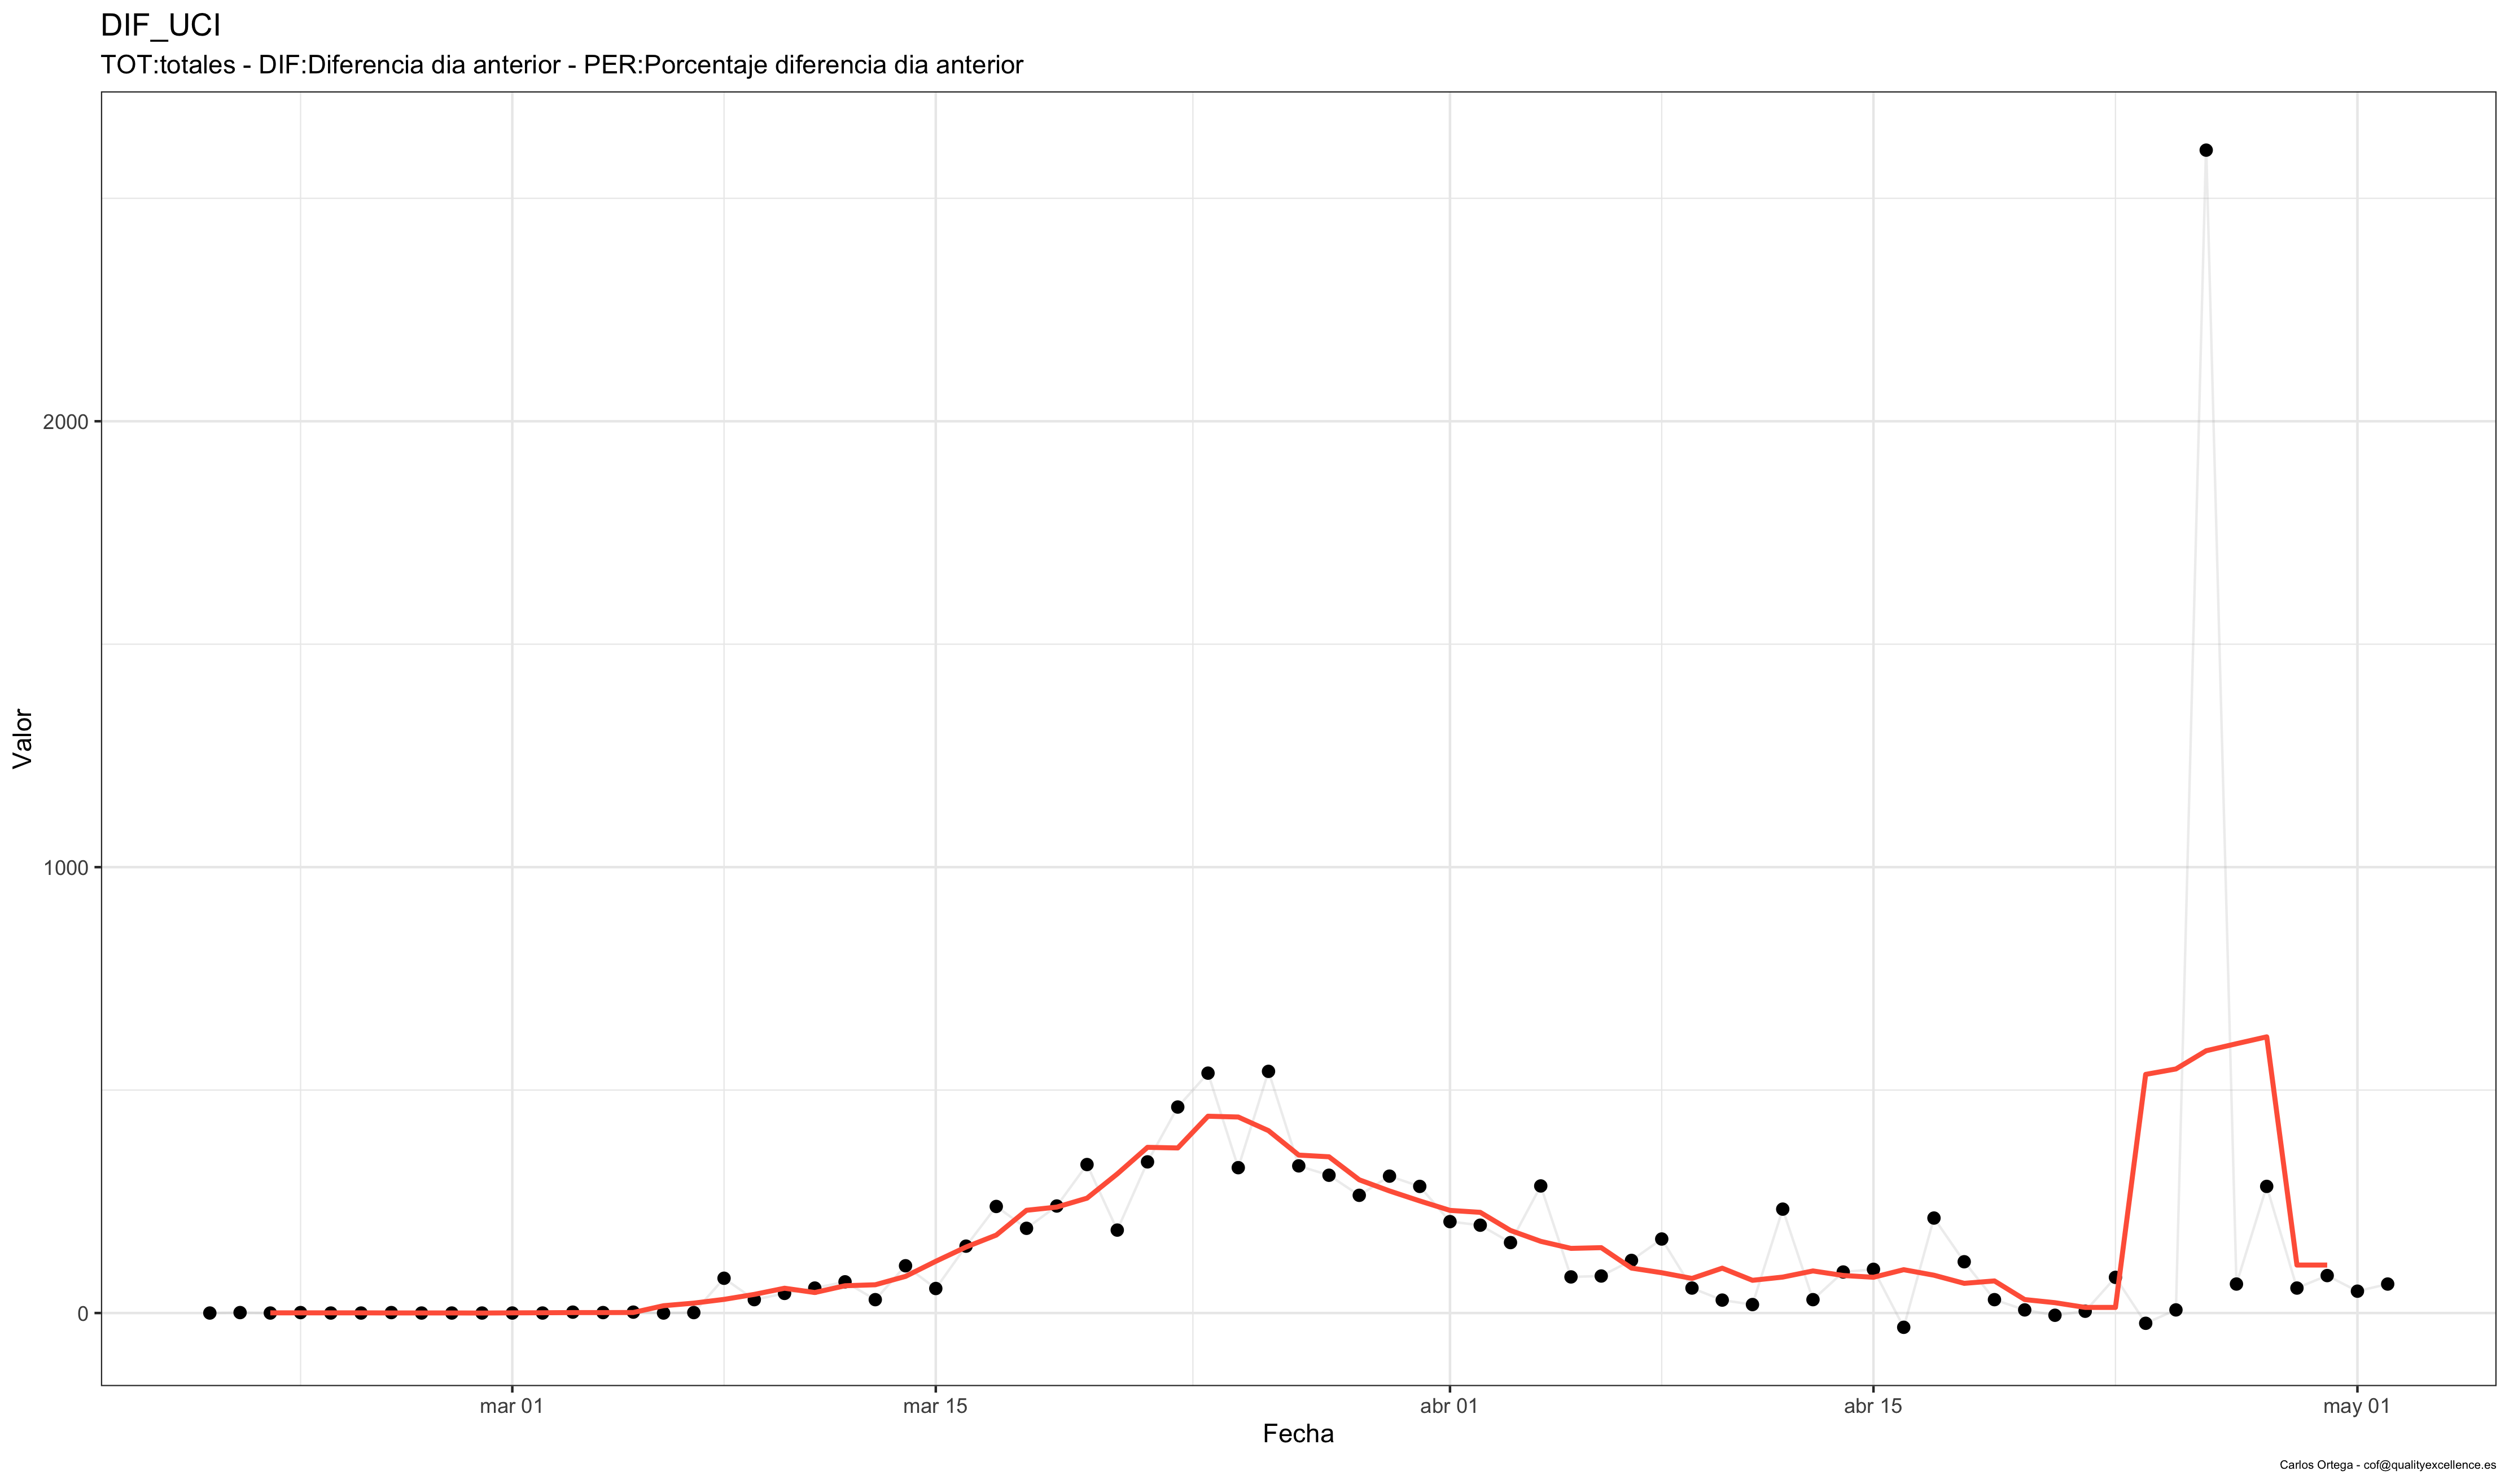 DIF_UCI
TOT:totales - DIF:Diferencia dia anterior - PER:Porcentaje diferencia dia anterior
Valor
2000
1000
0
mar 01
mar 15
abr 01
abr 15
may 01
Fecha
Carlos Ortega - cof@qualityexcellence.es